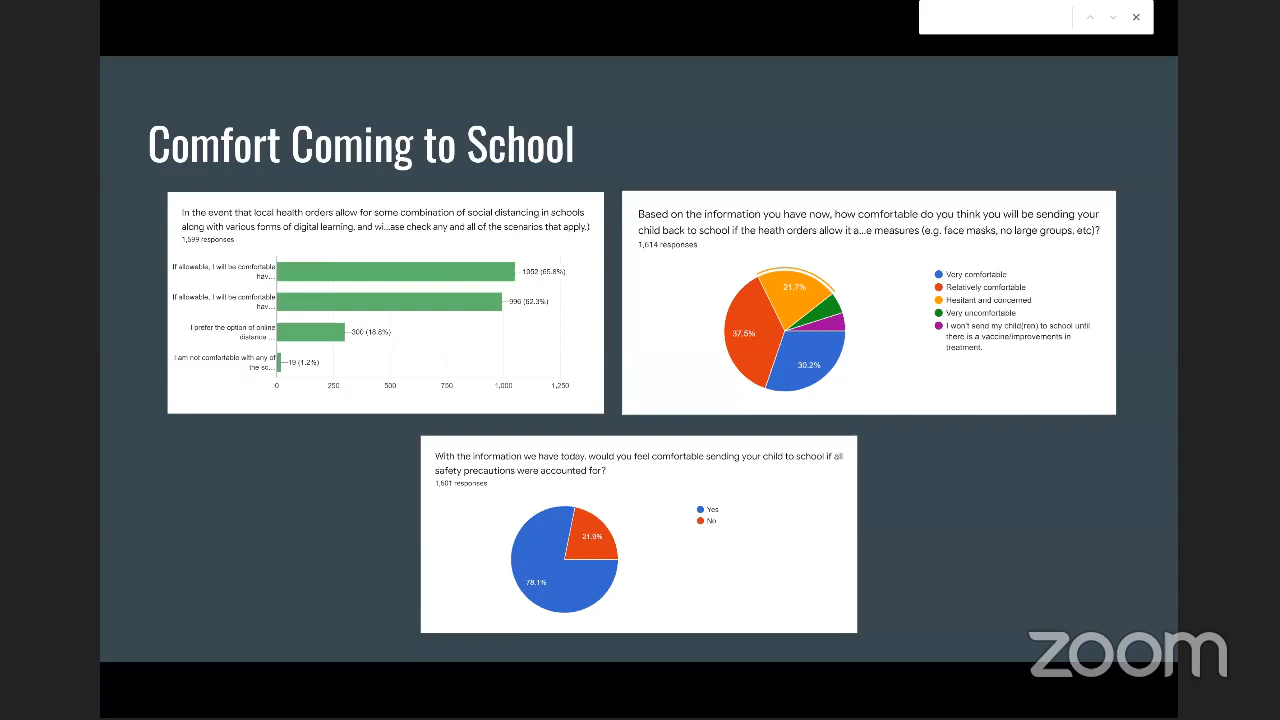 Comfort Coming to School
In the event that local health orders allow for some combination of social distancing in schools
along with various forms of digital learning, and wi...ase check any and all of the scenarios that apply.)
1,599 responses
If allowable, I will be comfortable
hav...
1052 (65.8%)
If allowable, I will be comfortable
hav...
996 (62.3%)
I prefer the option of online
distance ...
300 (18.8%)
I am not comfortable with any of
the sc...
19 (1.2%)
0 250 500 750 1,000 1,250
Based on the information you have now, how comfortable do you think you will be sending your
child back to school if the heath orders allow it a...e measures (e.g. face masks, no large groups, etc)?
1,614 responses
21.7%
37.5%
30.2%
Very comfortable
Relatively comfortable
Hesitant and concerned
Very uncomfortable
I won't send my child(ren) to school until
there is a vaccine/improvements in
treatment.
With the information we have today, would you feel comfortable sending your child to school if all
safety precautions were accounted for?
1,601 responses
21.9%
78.1%
Yes
No
zoom